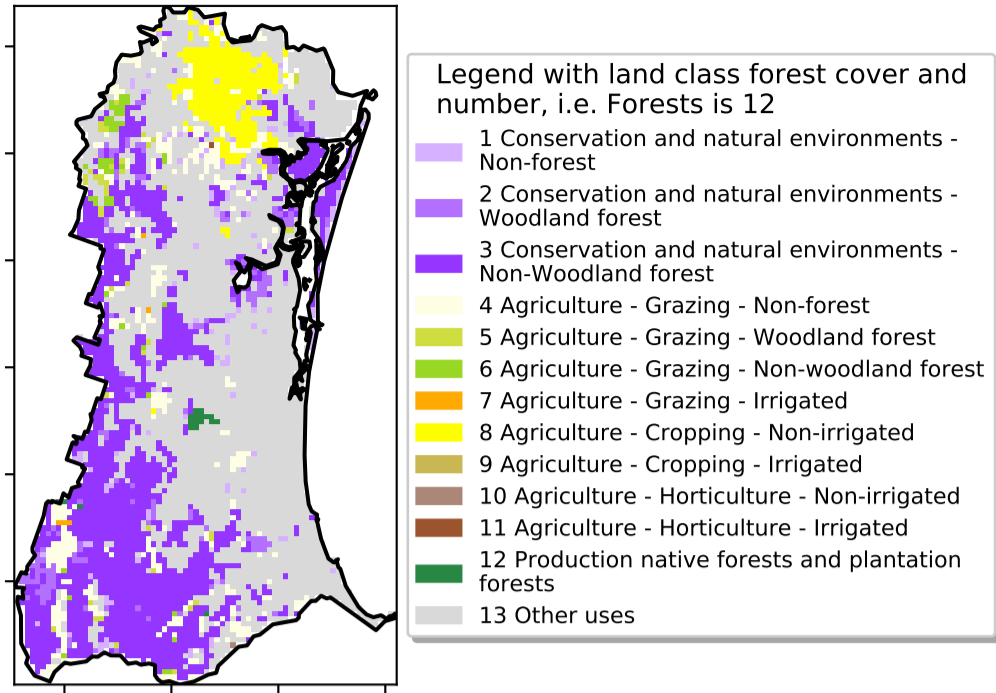 Legend with land class forest cover and
number, i.e. Forests is 12
1 Conservation and natural environments -
Non-forest
2 Conservation and natural environments -
Woodland forest
3 Conservation and natural environments -
Non-Woodland forest
4 Agriculture - Grazing - Non-forest
5 Agriculture - Grazing - Woodland forest
6 Agriculture - Grazing - Non-woodland forest
7 Agriculture - Grazing - Irrigated
8 Agriculture - Cropping - Non-irrigated
9 Agriculture - Cropping - Irrigated
10 Agriculture - Horticulture - Non-irrigated
11 Agriculture - Horticulture - Irrigated
12 Production native forests and plantation
forests
13 Other uses